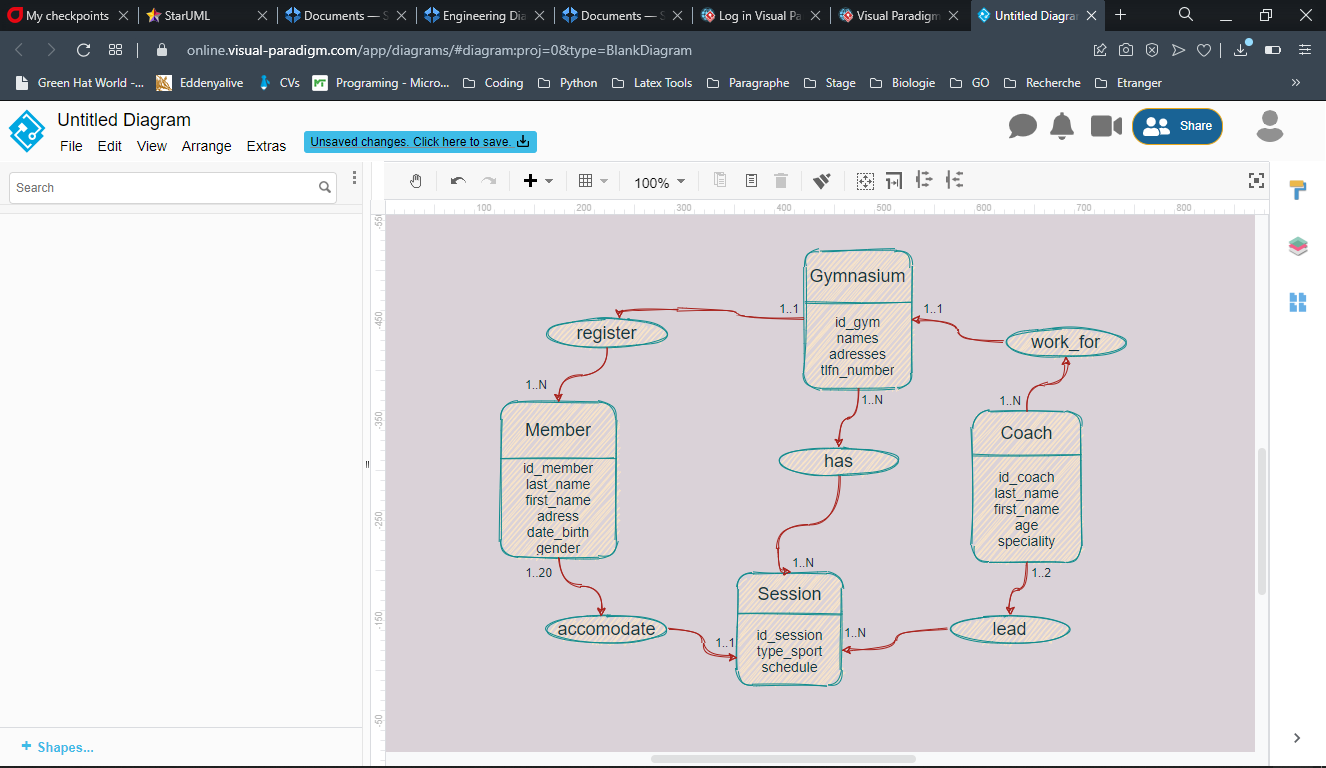 My checkpoints
StarUML
Documents — S
Engineering Dia
Documents — S
Log in Visual Pa
Visual Paradigm
Untitled Diagra
online.visual-paradigm.com/app/diagrams/#diagram:proj=0&type=BlankDiagram
Green Hat World -...
Eddenyalive
CVs
MT
Programing - Micro...
Coding
Python
Latex Tools
Paragraphe
Stage
Biologie
GO
Recherche
Etranger
»
Untitled Diagram
File Edit View Arrange Extras
Unsaved changes. Click here to save.
Share
Search
100%
100 200 300 400 500 600 700 800
-550
-450
-350
-250
-150
-50
Gymnasium
id_gym
names
adresses
tlfn_number
1..1
1..1
register
work_for
1..N
1..N
1..N
Member
id_member
last_name
first_name
adress
date_birth
gender
has
Coach
id_coach
last_name
first_name
age
speciality
1..20
1..N
1..2
Session
id_session
type_sport
schedule
accomodate
1..1
1..N
lead
+ Shapes...